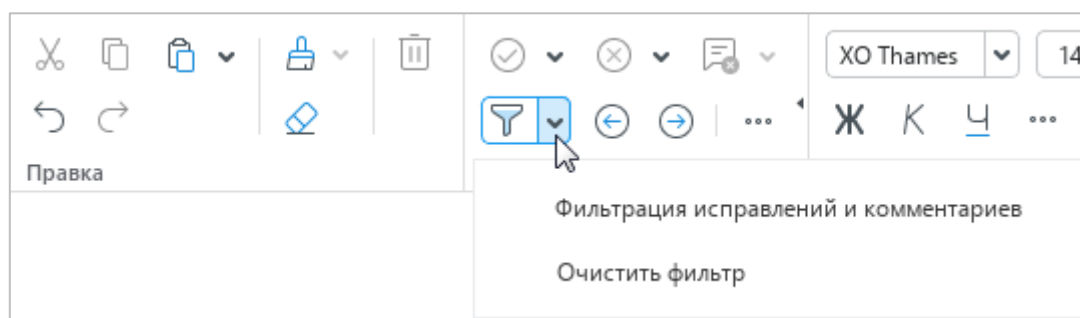 XO Thames 14
Ж К Ч
Правка
Фильтрация исправлений и комментариев
Очистить фильтр